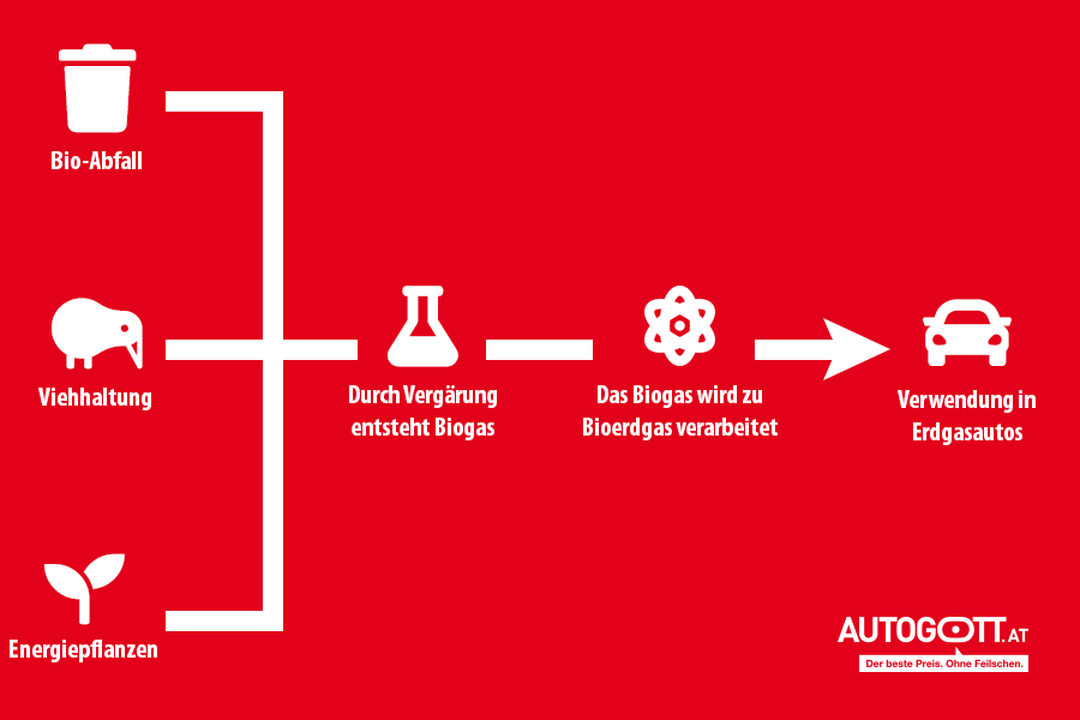 Bio-Abfall
Viehhaltung
Energiepflanzen
Durch Vergärung
entsteht Biogas
Das Biogas wird zu
Bioerdgas verarbeitet
Verwendung in
Erdgasautos
AUTOGOTT.AT
Der beste Preis. Ohne Feilschen.